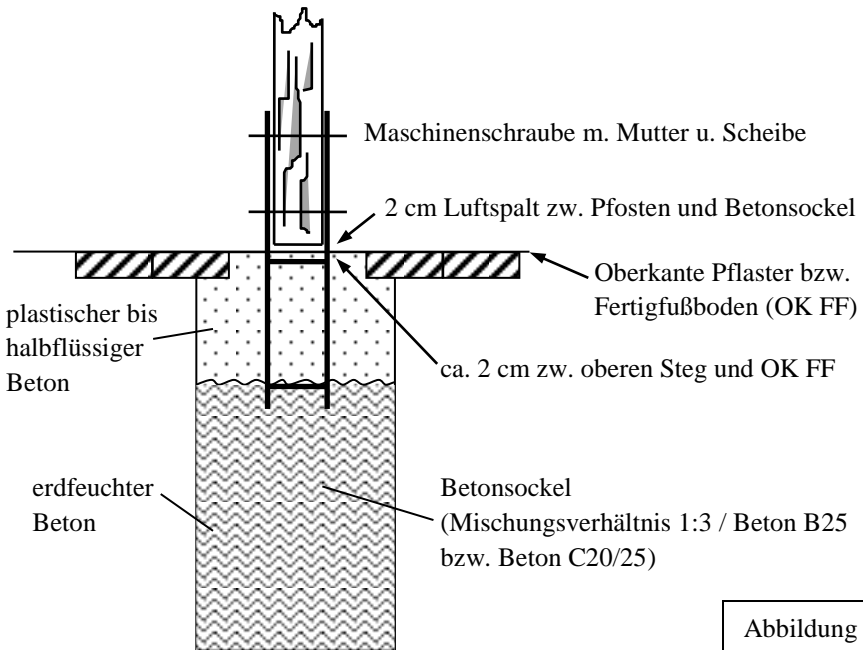 Maschinenschraube m. Mutter u. Scheibe
2 cm Luftspalt zw. Pfosten und Betonsockel
Oberkante Pflaster bzw.
Fertigfußboden (OK FF)
plastischer bis
halbflüssiger
Beton
ca. 2 cm zw. oberen Steg und OK FF
erdfeuchter
Beton
Betonsockel
(Mischungsverhältnis 1:3 / Beton B25
bzw. Beton C20/25)
Abbildung